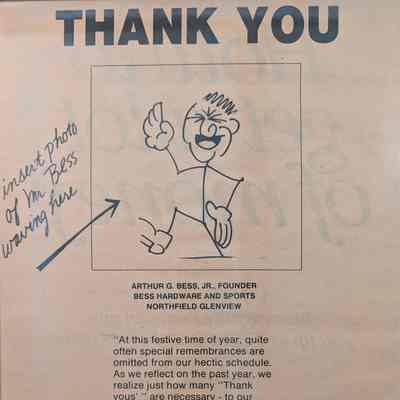 THANK YOU
insert photo
of Mr Bess
waving here
ARTHUR G. BESS, JR., FOUNDER
BESS HARDWARE AND SPORTS
NORTHFIELD GLENVIEW
"At this festive time of year, quite
often special remembrances are
omitted from our hectic schedule.
As we reflect on the past year, we
realize just how many "Thank
yous' " are necessary - to our